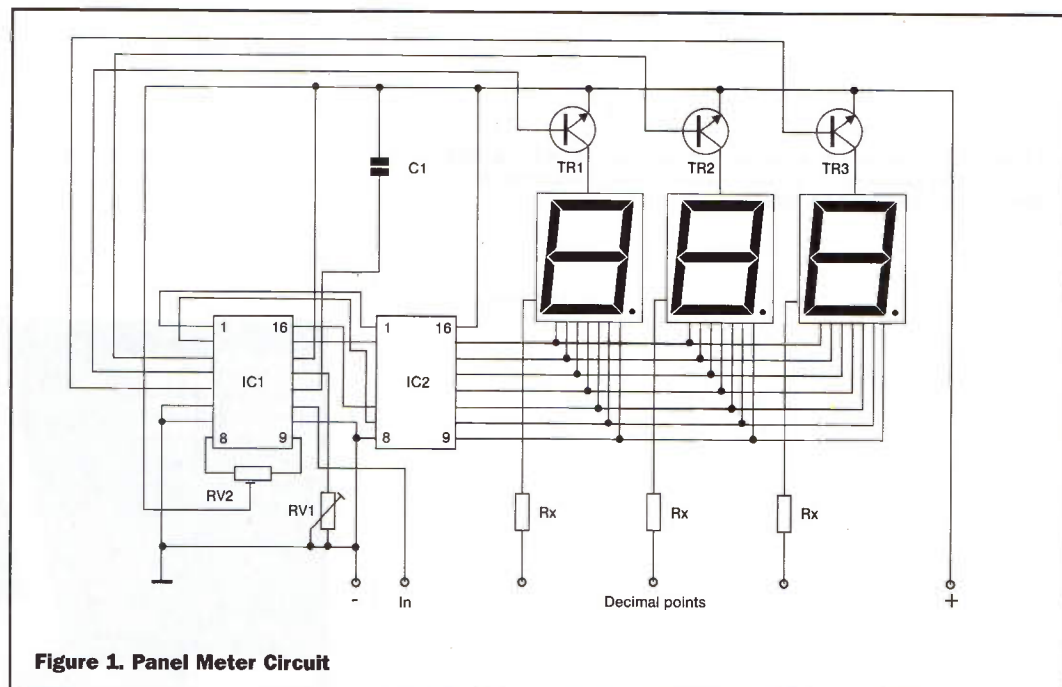 TR1 TR2 TR3
C1
1 16 1 16
IC1 IC2
8 9 8 9
RV2 RV1 Rx Rx Rx
- In Decimal points +
Figure 1. Panel Meter Circuit